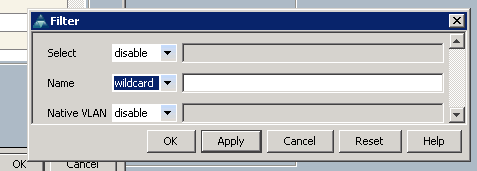 Filter
Select disable
Name wildcard
Native VLAN disable
OK Apply Cancel Reset Help
OK Cancel